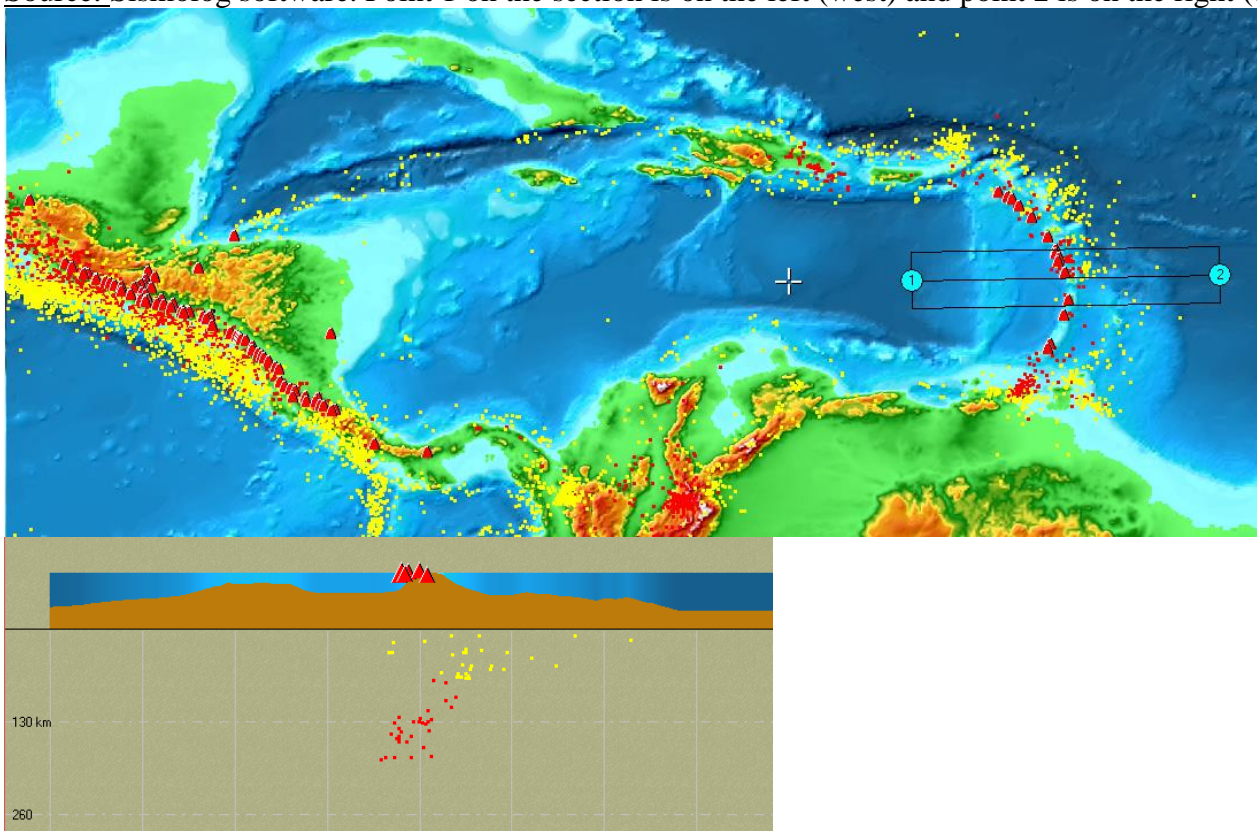 Source: Sismolog software. Point 1 on the section is on the left (west) and point 2 is on the right (
1
2
130 km
260